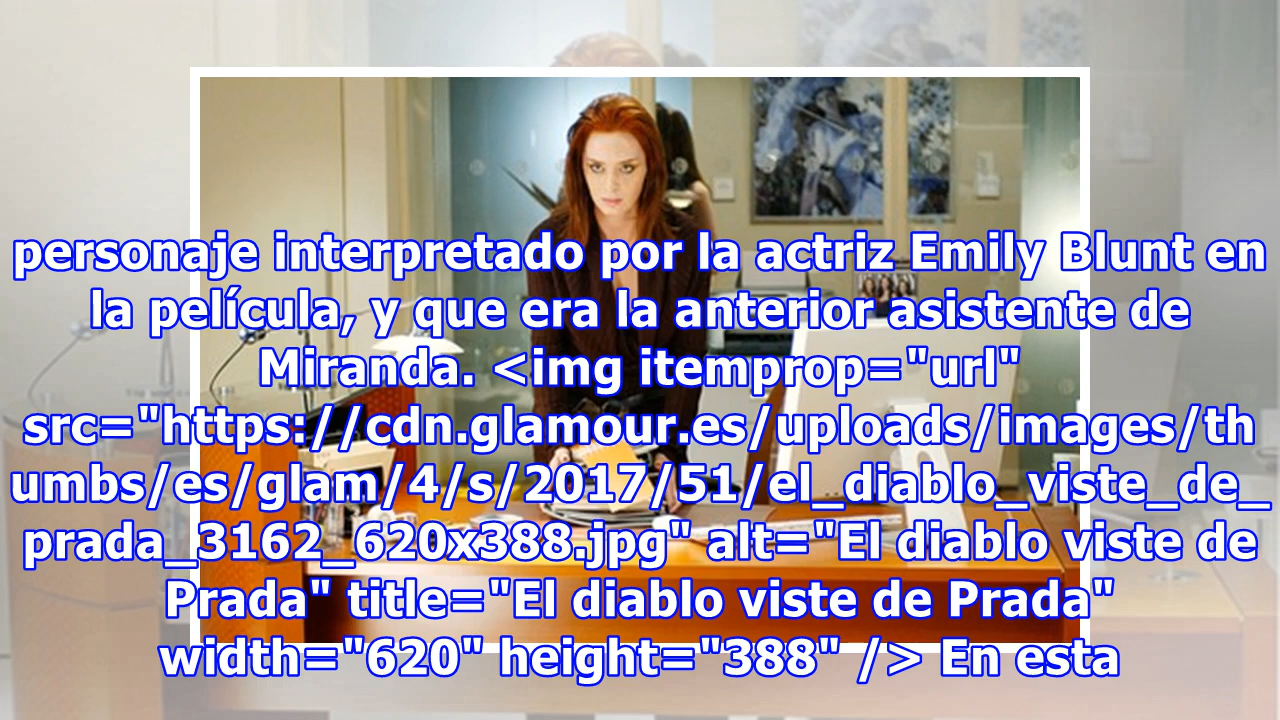 personaje interpretado por la actriz Emily Blunt en
la película, y que era la anterior asistente de
Miranda. <img itemprop="url"
src="https://cdn.glamour.es/uploads/images/th
umbs/es/glam/4/s/2017/51/el_diablo_viste_de_
prada_3162_620x388.jpg" alt="El diablo viste de
Prada" title="El diablo viste de Prada"
width="620" height="388" /> En esta